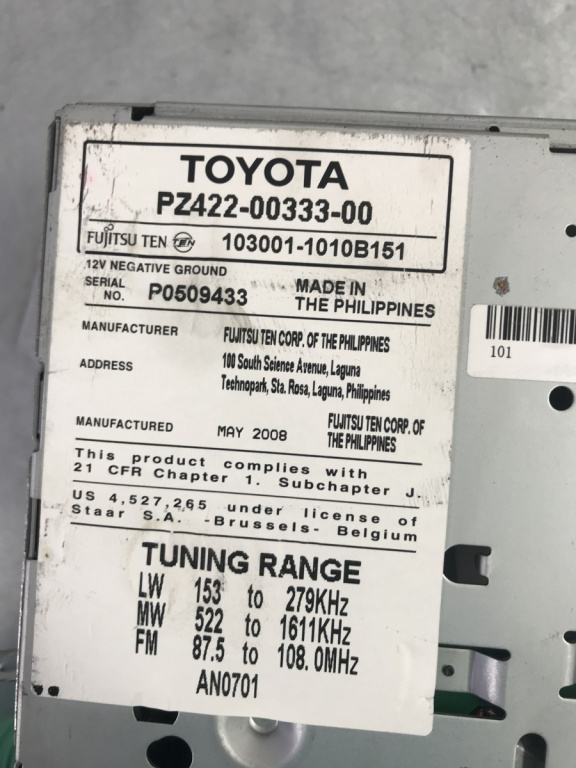 TOYOTA
PZ422-00333-00
FUJITSU TEN TEN 103001-1010B151
12V NEGATIVE GROUND
SERIAL NO. P0509433
MADE IN THE PHILIPPINES
MANUFACTURER FUJITSU TEN CORP. OF THE PHILIPPINES
ADDRESS 100 South Science Avenue, Laguna
Technopark, Sta. Rosa, Laguna, Philippines
MANUFACTURED MAY 2008 FUJITSU TEN CORP. OF
THE PHILIPPINES
This product complies with
21 CFR Chapter 1. Subchapter J.
US 4,527,265 under license of
Staar S.A. -Brussels- Belgium
TUNING RANGE
LW 153 to 279KHz
MW 522 to 1611KHz
FM 87.5 to 108.0MHz
AN0701
101